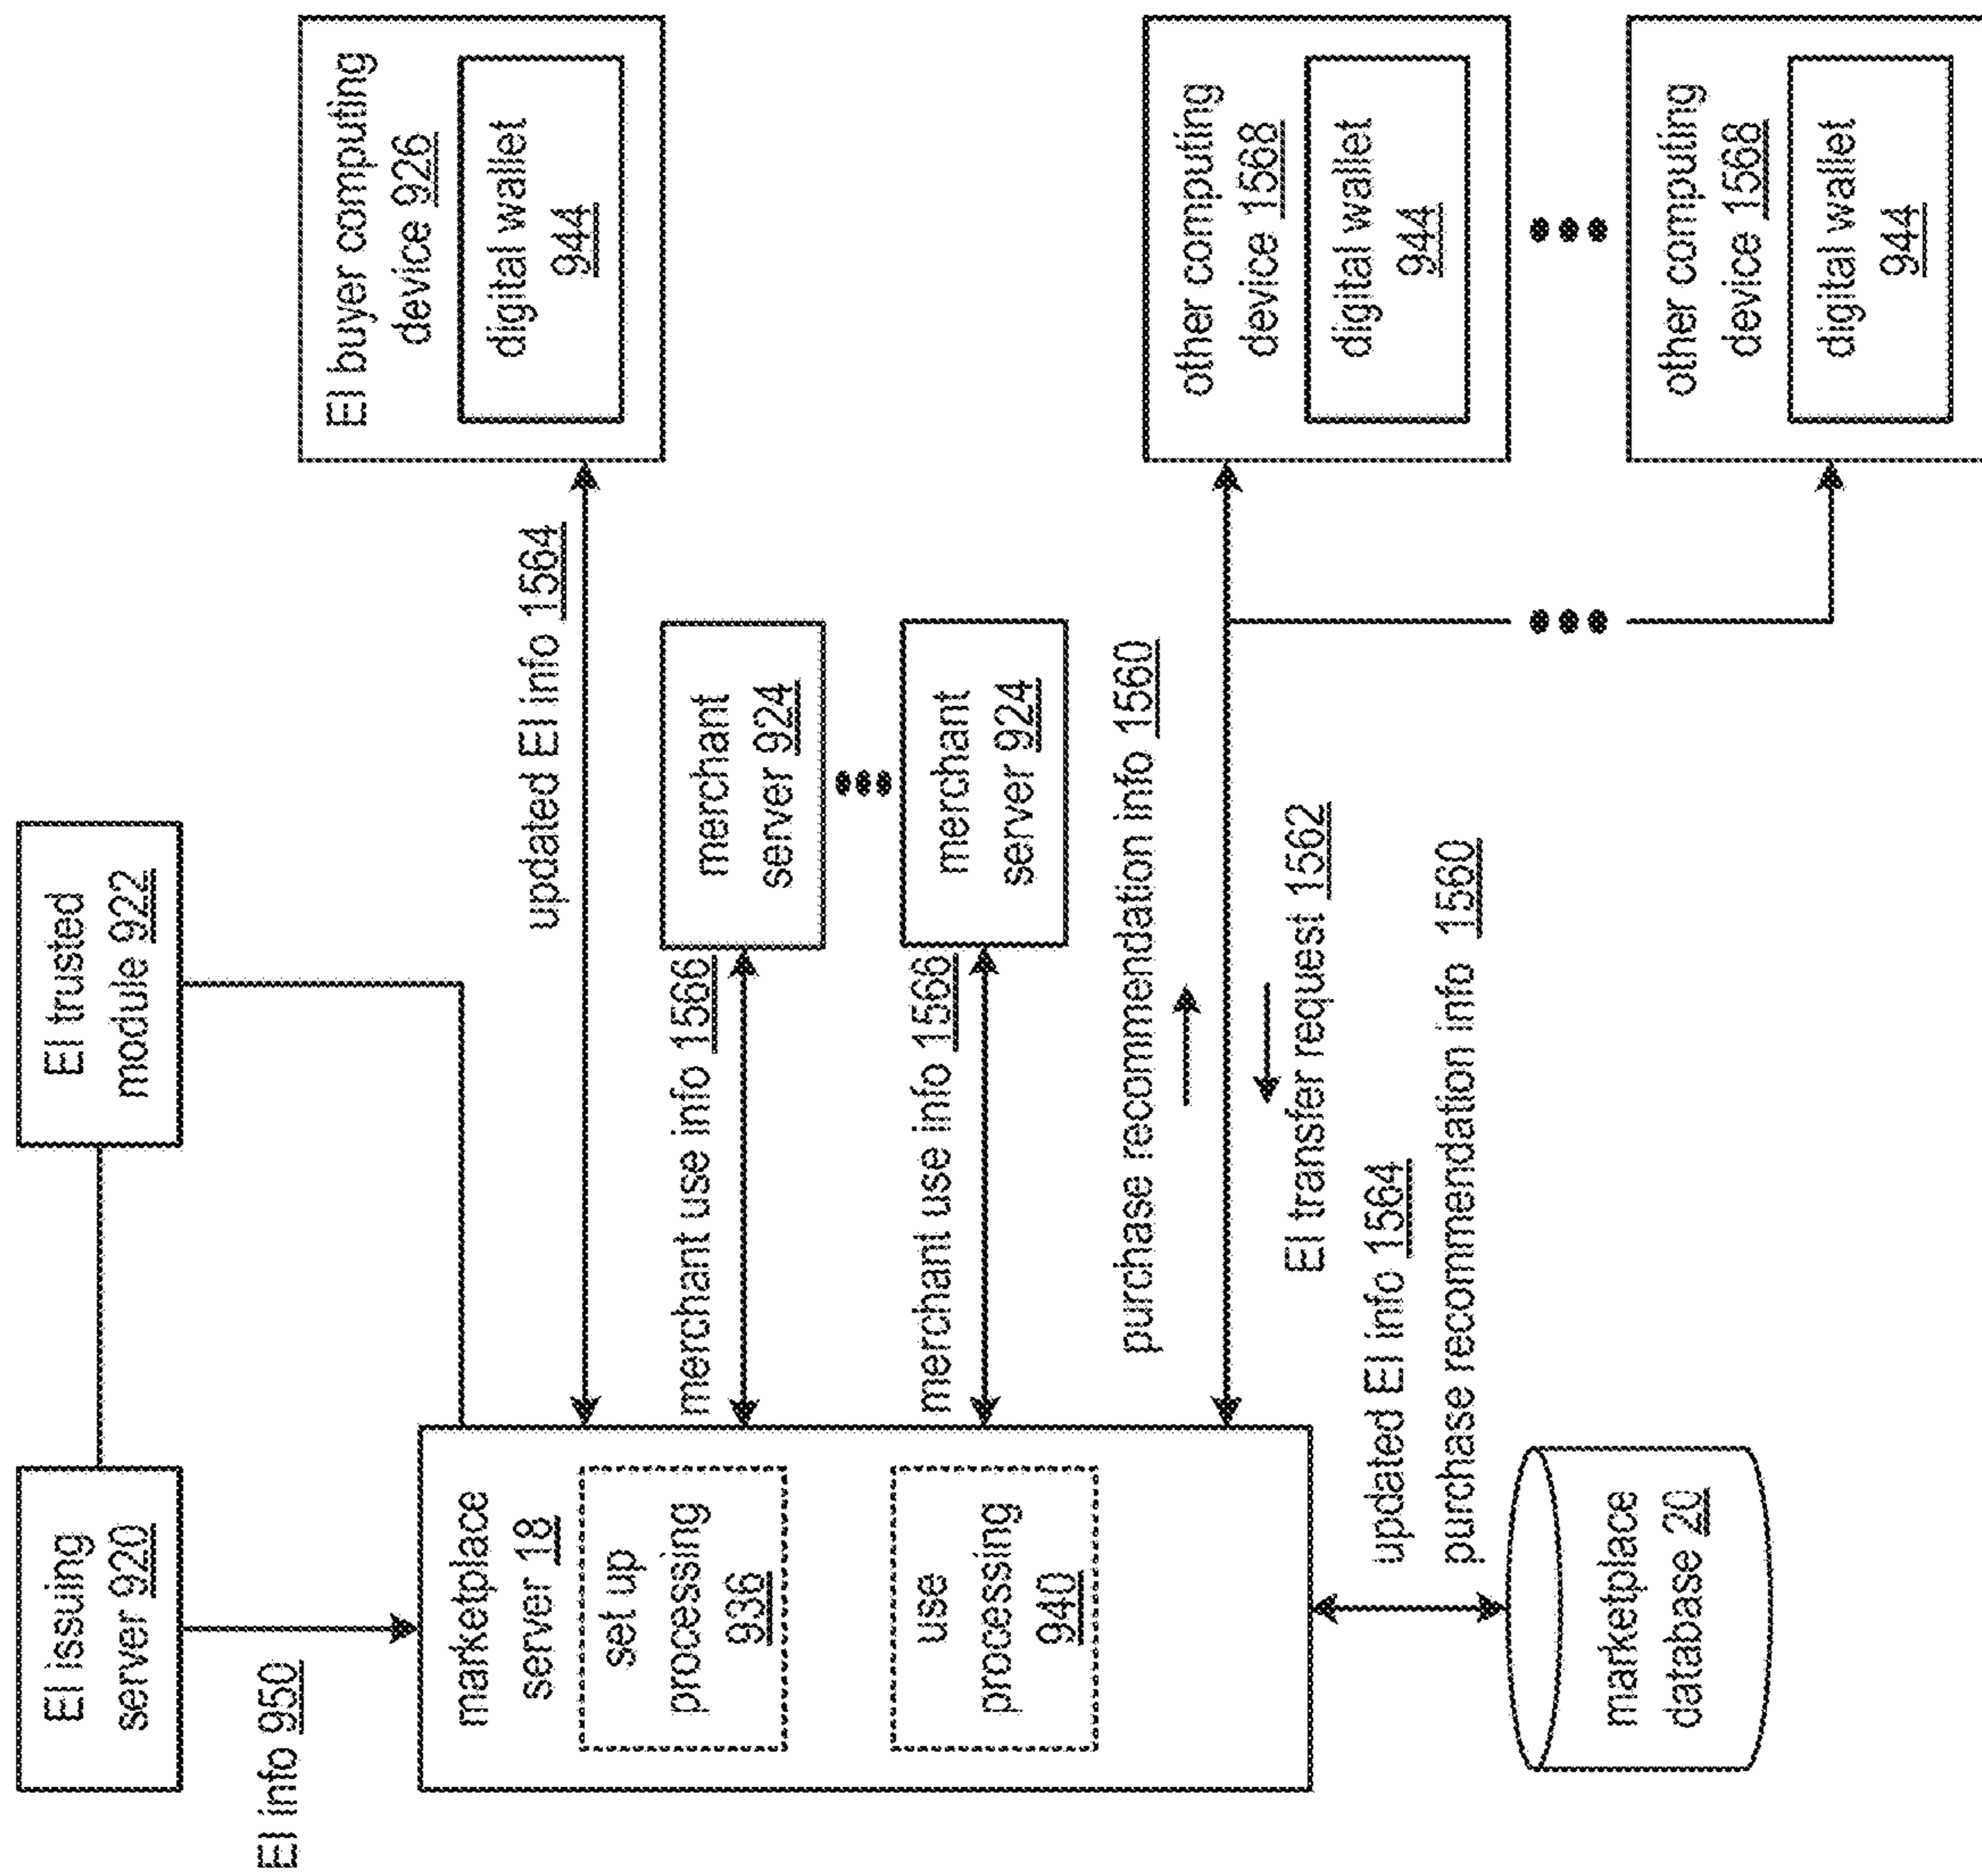 EI issuing
server 920
EI trusted
module 922
EI info 950
marketplace
server 18
set up
processing
936
use
processing
940
updated EI info 1564
EI buyer computing
device 926
digital wallet
944
merchant use info 1566
merchant
server 924
merchant use info 1566
merchant
server 924
purchase recommendation info 1560
EI transfer request 1562
other computing
device 1568
digital wallet
944
other computing
device 1568
digital wallet
944
updated EI info 1564
purchase recommendation info 1560
marketplace
database 20